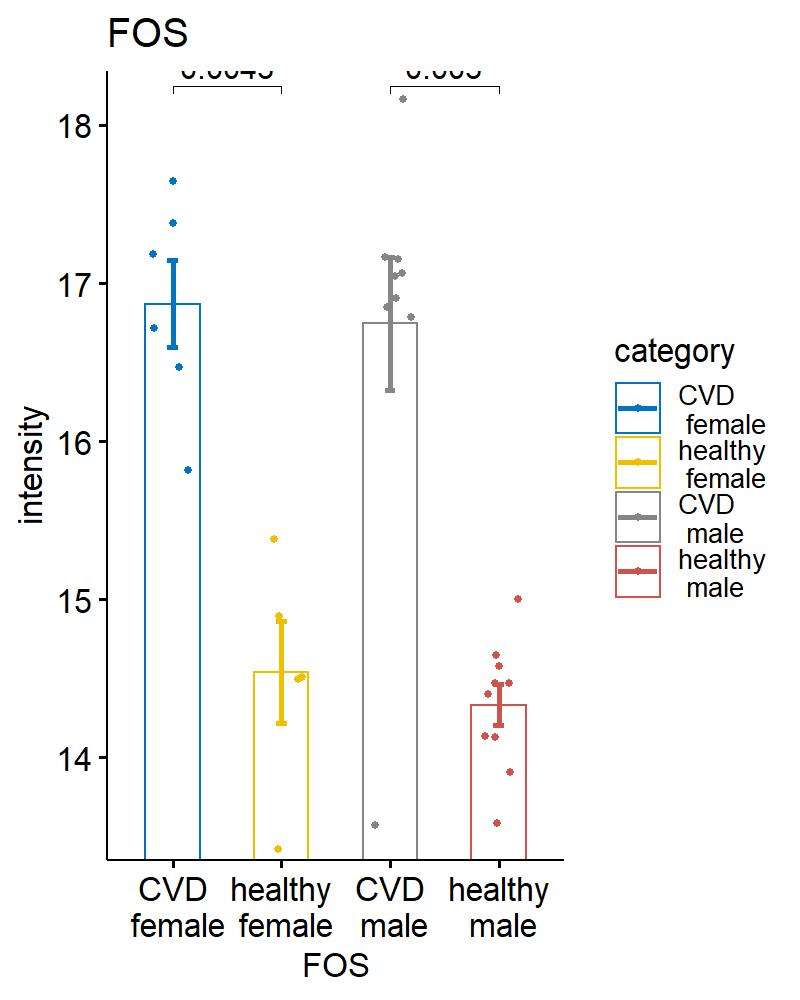 FOS
18
17
16
15
14
intensity
CVD
female
healthy
female
CVD
male
healthy
male
FOS
category
CVD
female
healthy
female
CVD
male
healthy
male